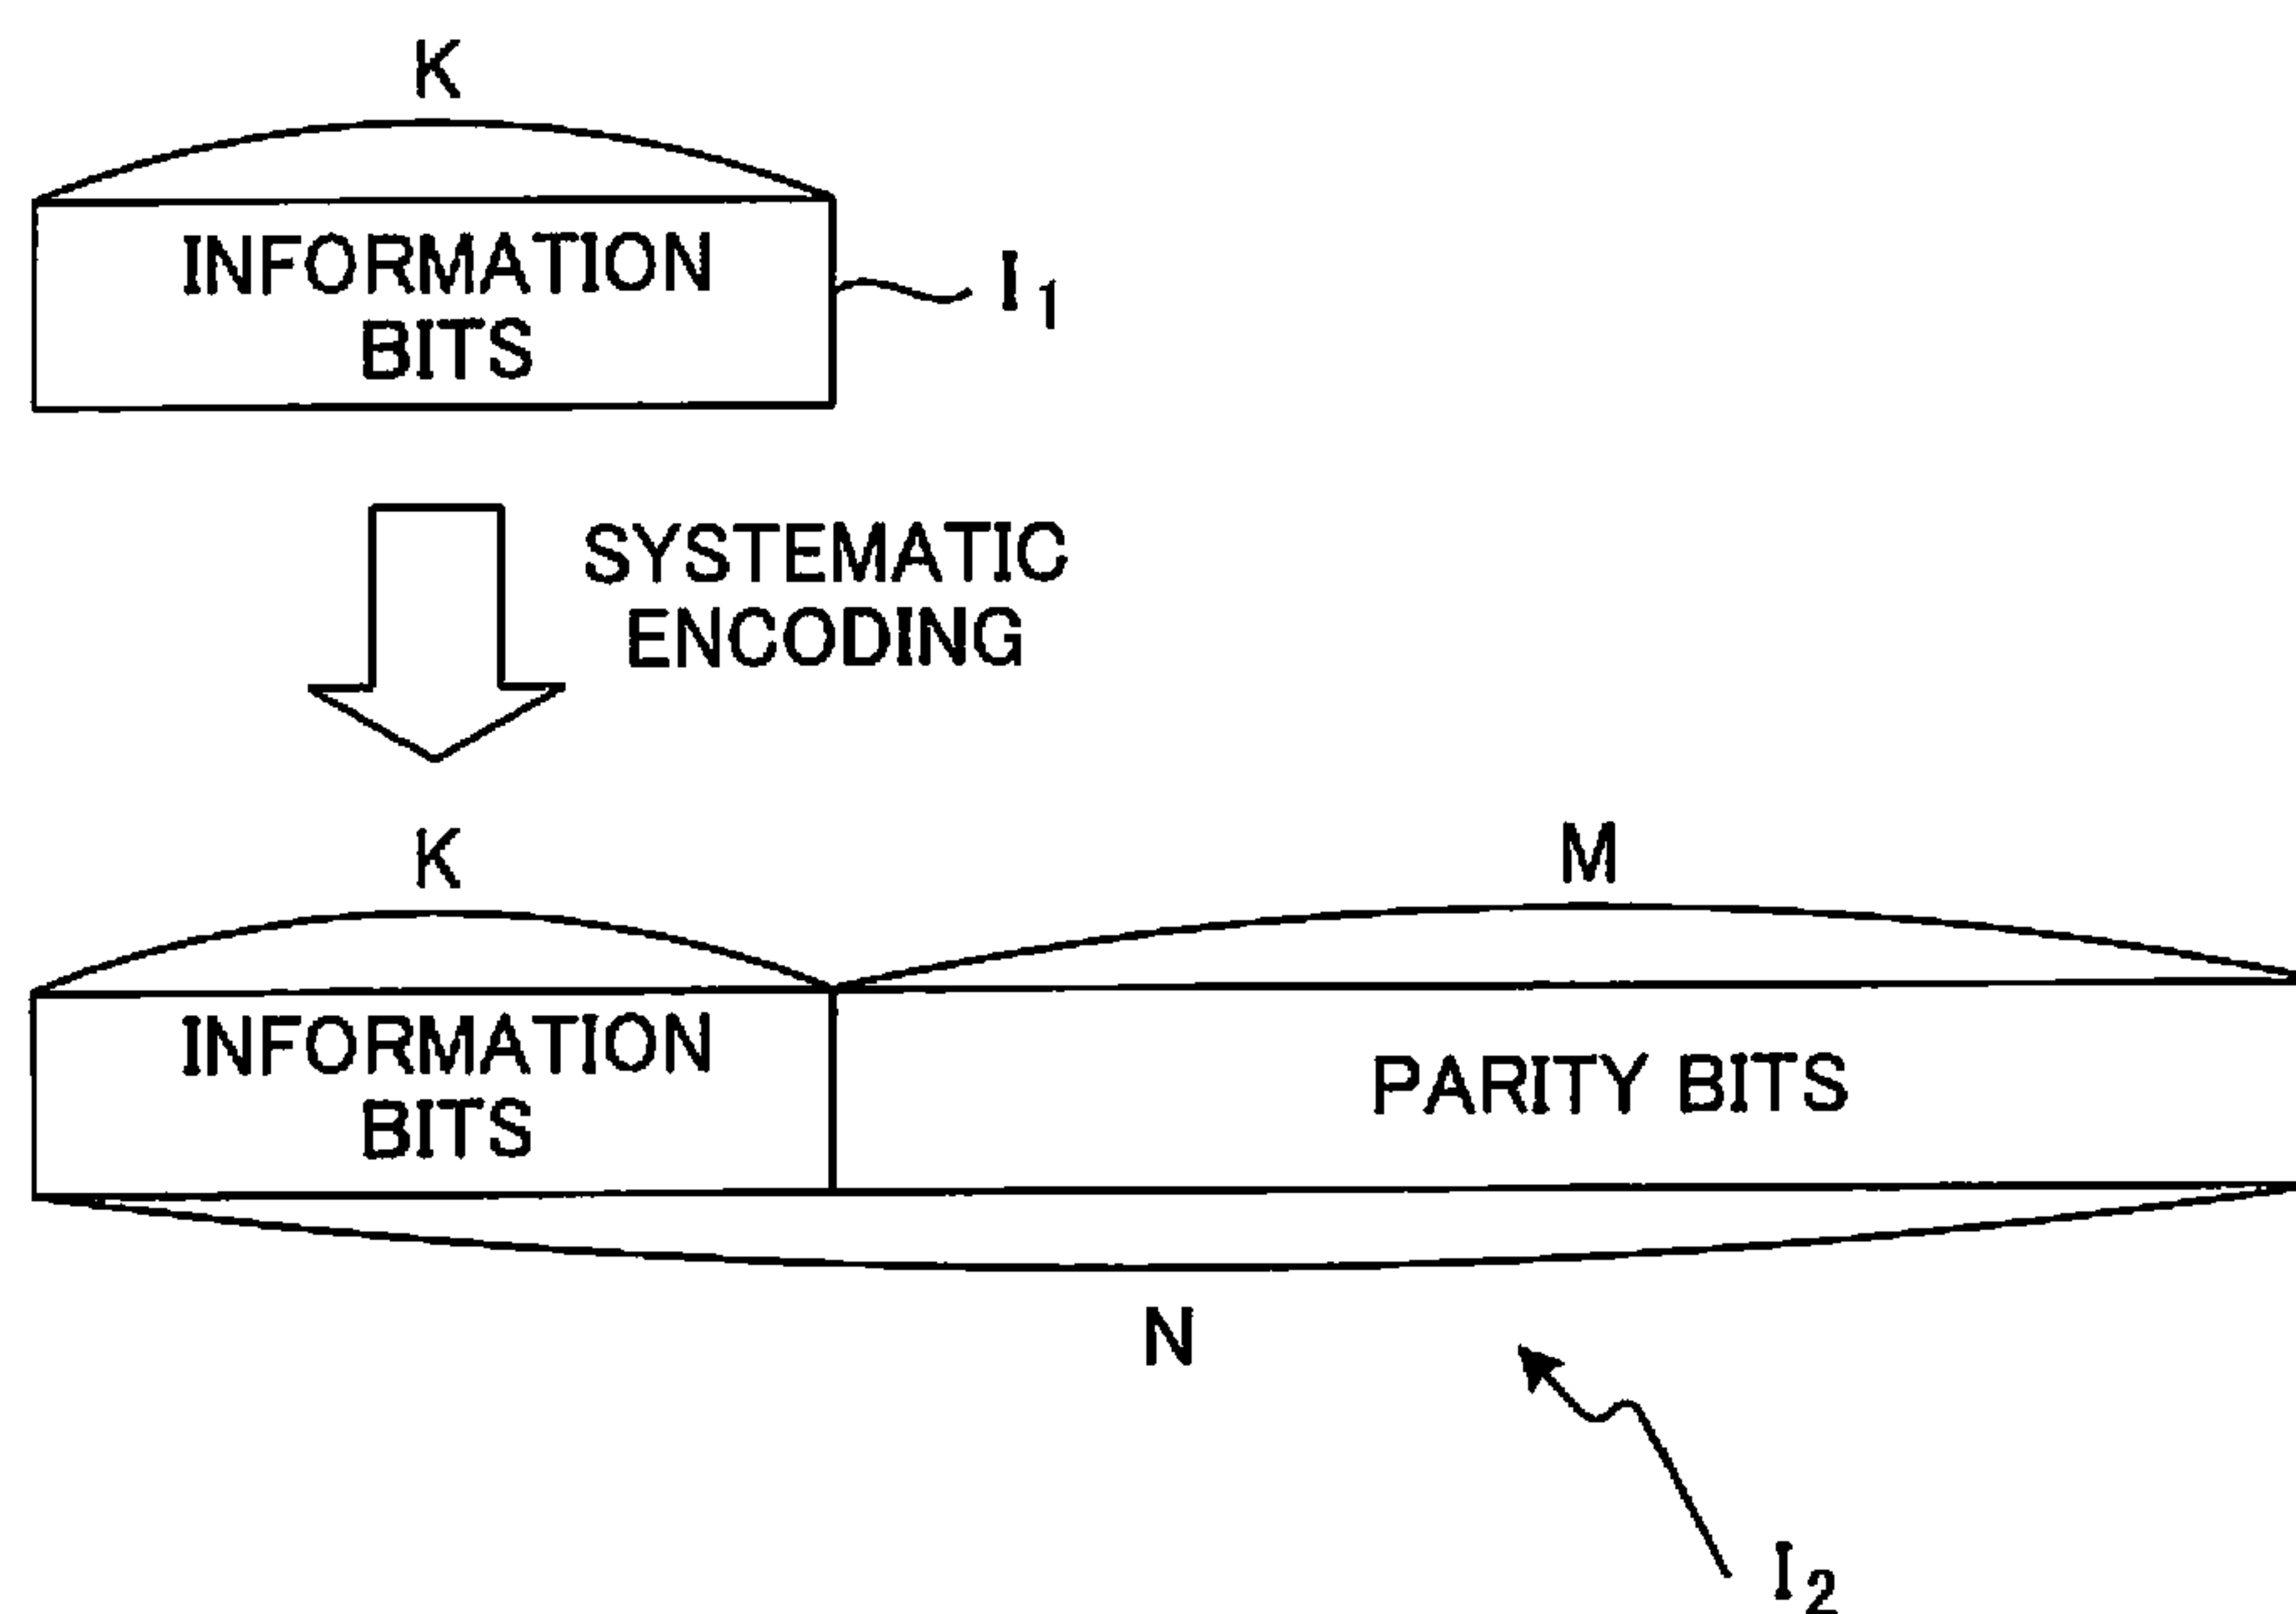 K
INFORMATION
BITS
I1
SYSTEMATIC
ENCODING
K
M
INFORMATION
BITS
PARITY BITS
N
I2